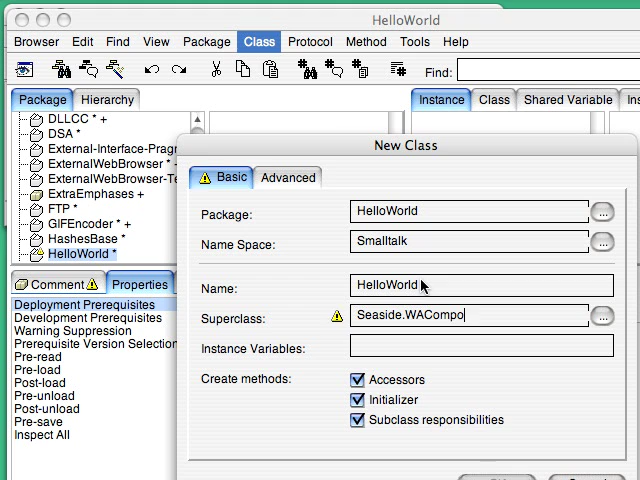 HelloWorld
Browser Edit Find View Package Class Protocol Method Tools Help
Find:
Package Hierarchy Instance Class Shared Variable Ins
DLLCC * +
DSA *
External-Interface-Pragm
ExternalWebBrowser * +
ExternalWebBrowser-Te
ExtraEmphases +
FTP *
GIFEncoder * +
HashesBase *
HelloWorld *
Comment Properties
Deployment Prerequisites
Development Prerequisites
Warning Suppression
Prerequisite Version Selection
Pre-read
Pre-load
Post-load
Pre-unload
Post-unload
Pre-save
Inspect All
New Class
Basic Advanced
Package: HelloWorld ...
Name Space: Smalltalk ...
Name: HelloWorld
Superclass: Seaside.WACompo ...
Instance Variables:
Create methods: Accessors
Initializer
Subclass responsibilities